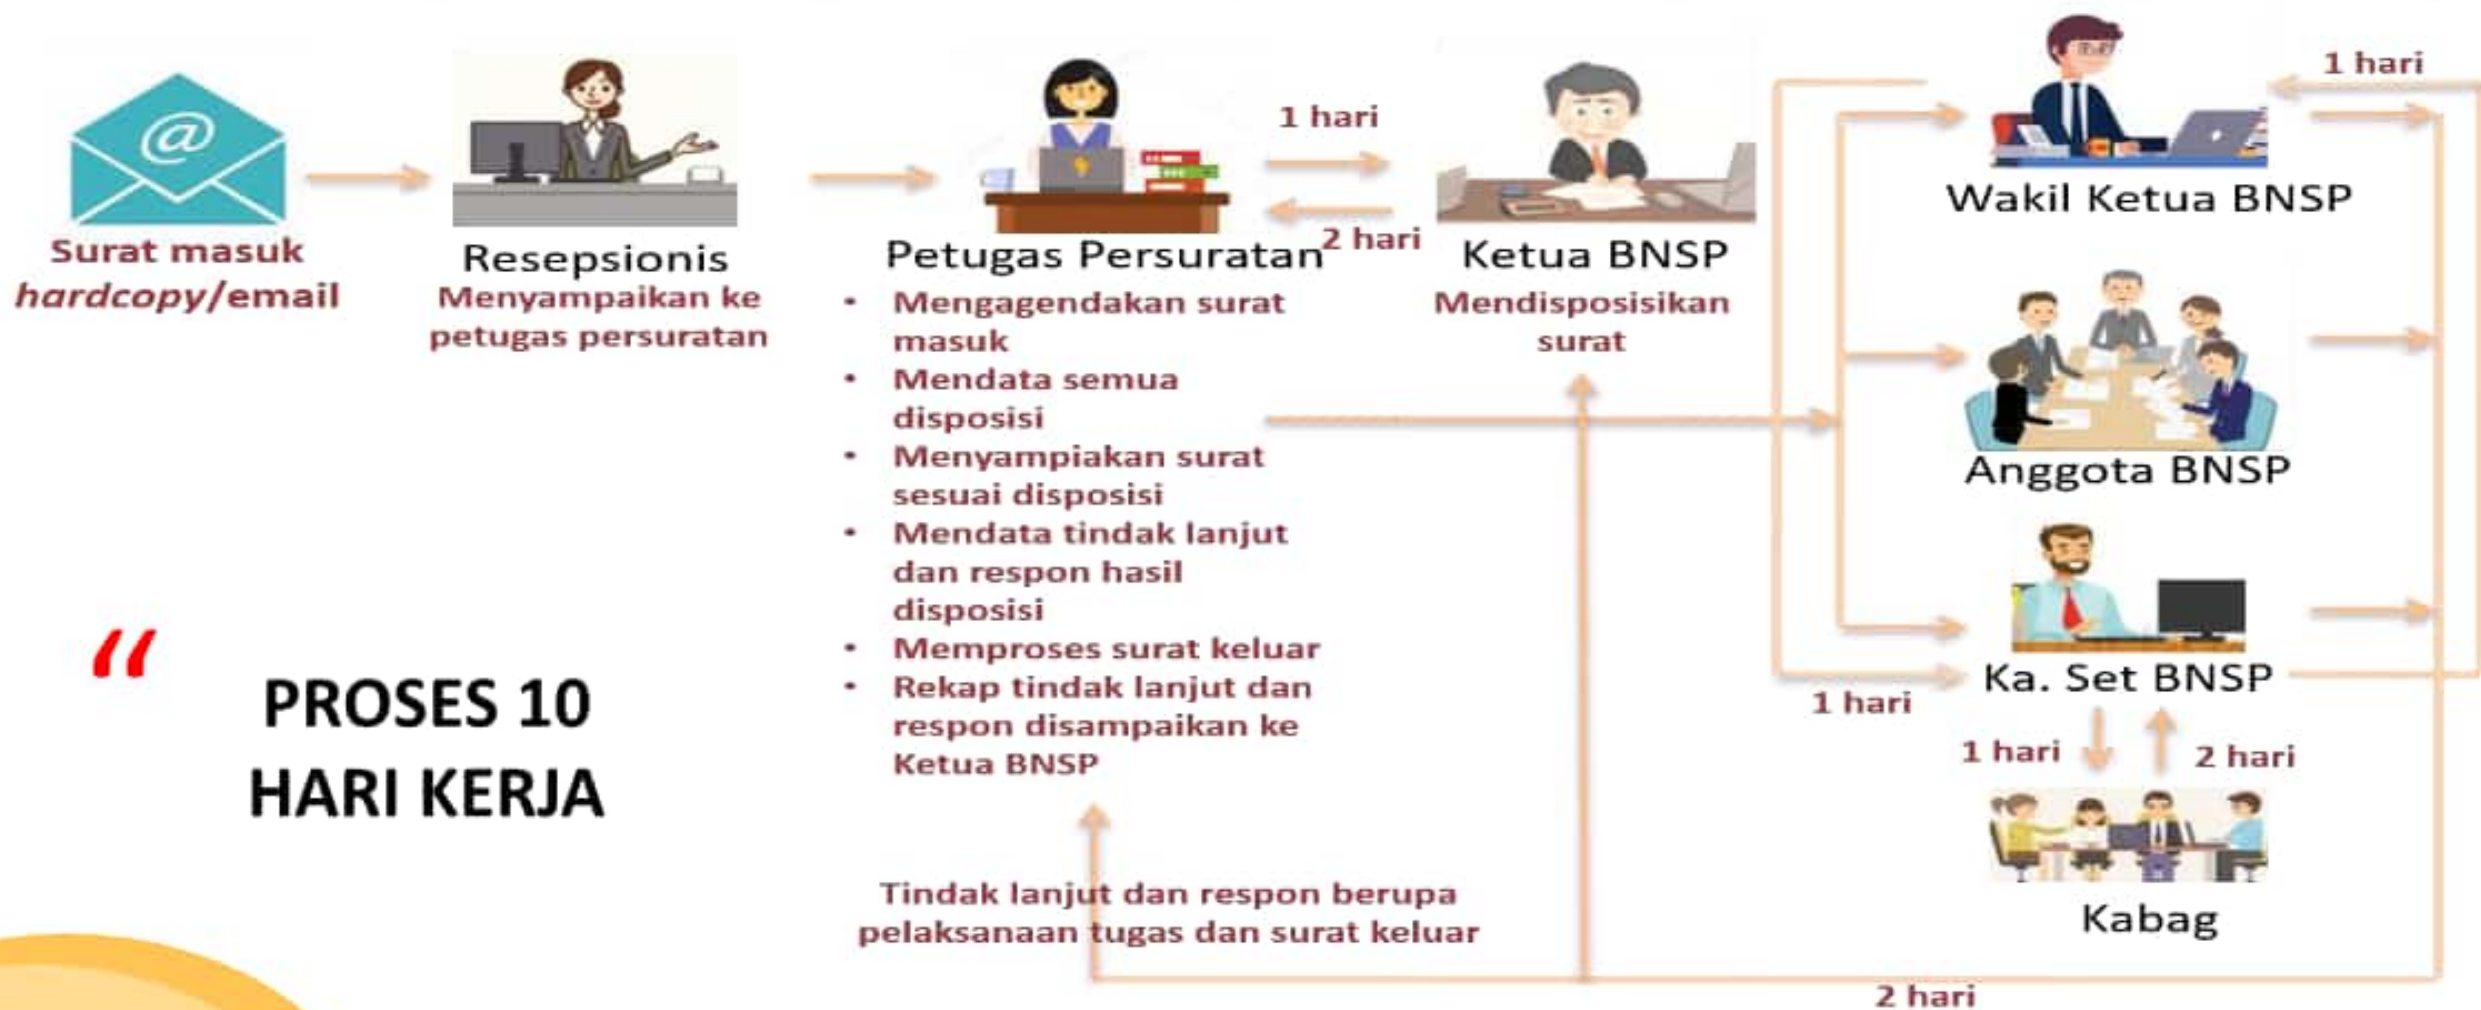 @
Surat masuk
hardcopy/email
Resepsionis
Menyampaikan ke
petugas persuratan
Petugas Persuratan
• Mengagendakan surat
masuk
• Mendata semua
disposisi
• Menyampiakan surat
sesuai disposisi
• Mendata tindak lanjut
dan respon hasil
disposisi
• Memproses surat keluar
• Rekap tindak lanjut dan
respon disampaikan ke
Ketua BNSP
1 hari
2 hari
Ketua BNSP
Mendisposisikan
surat
1 hari
Wakil Ketua BNSP
Anggota BNSP
Ka. Set BNSP
1 hari
1 hari
2 hari
Kabag
“
PROSES 10
HARI KERJA
Tindak lanjut dan respon berupa
pelaksanaan tugas dan surat keluar
2 hari